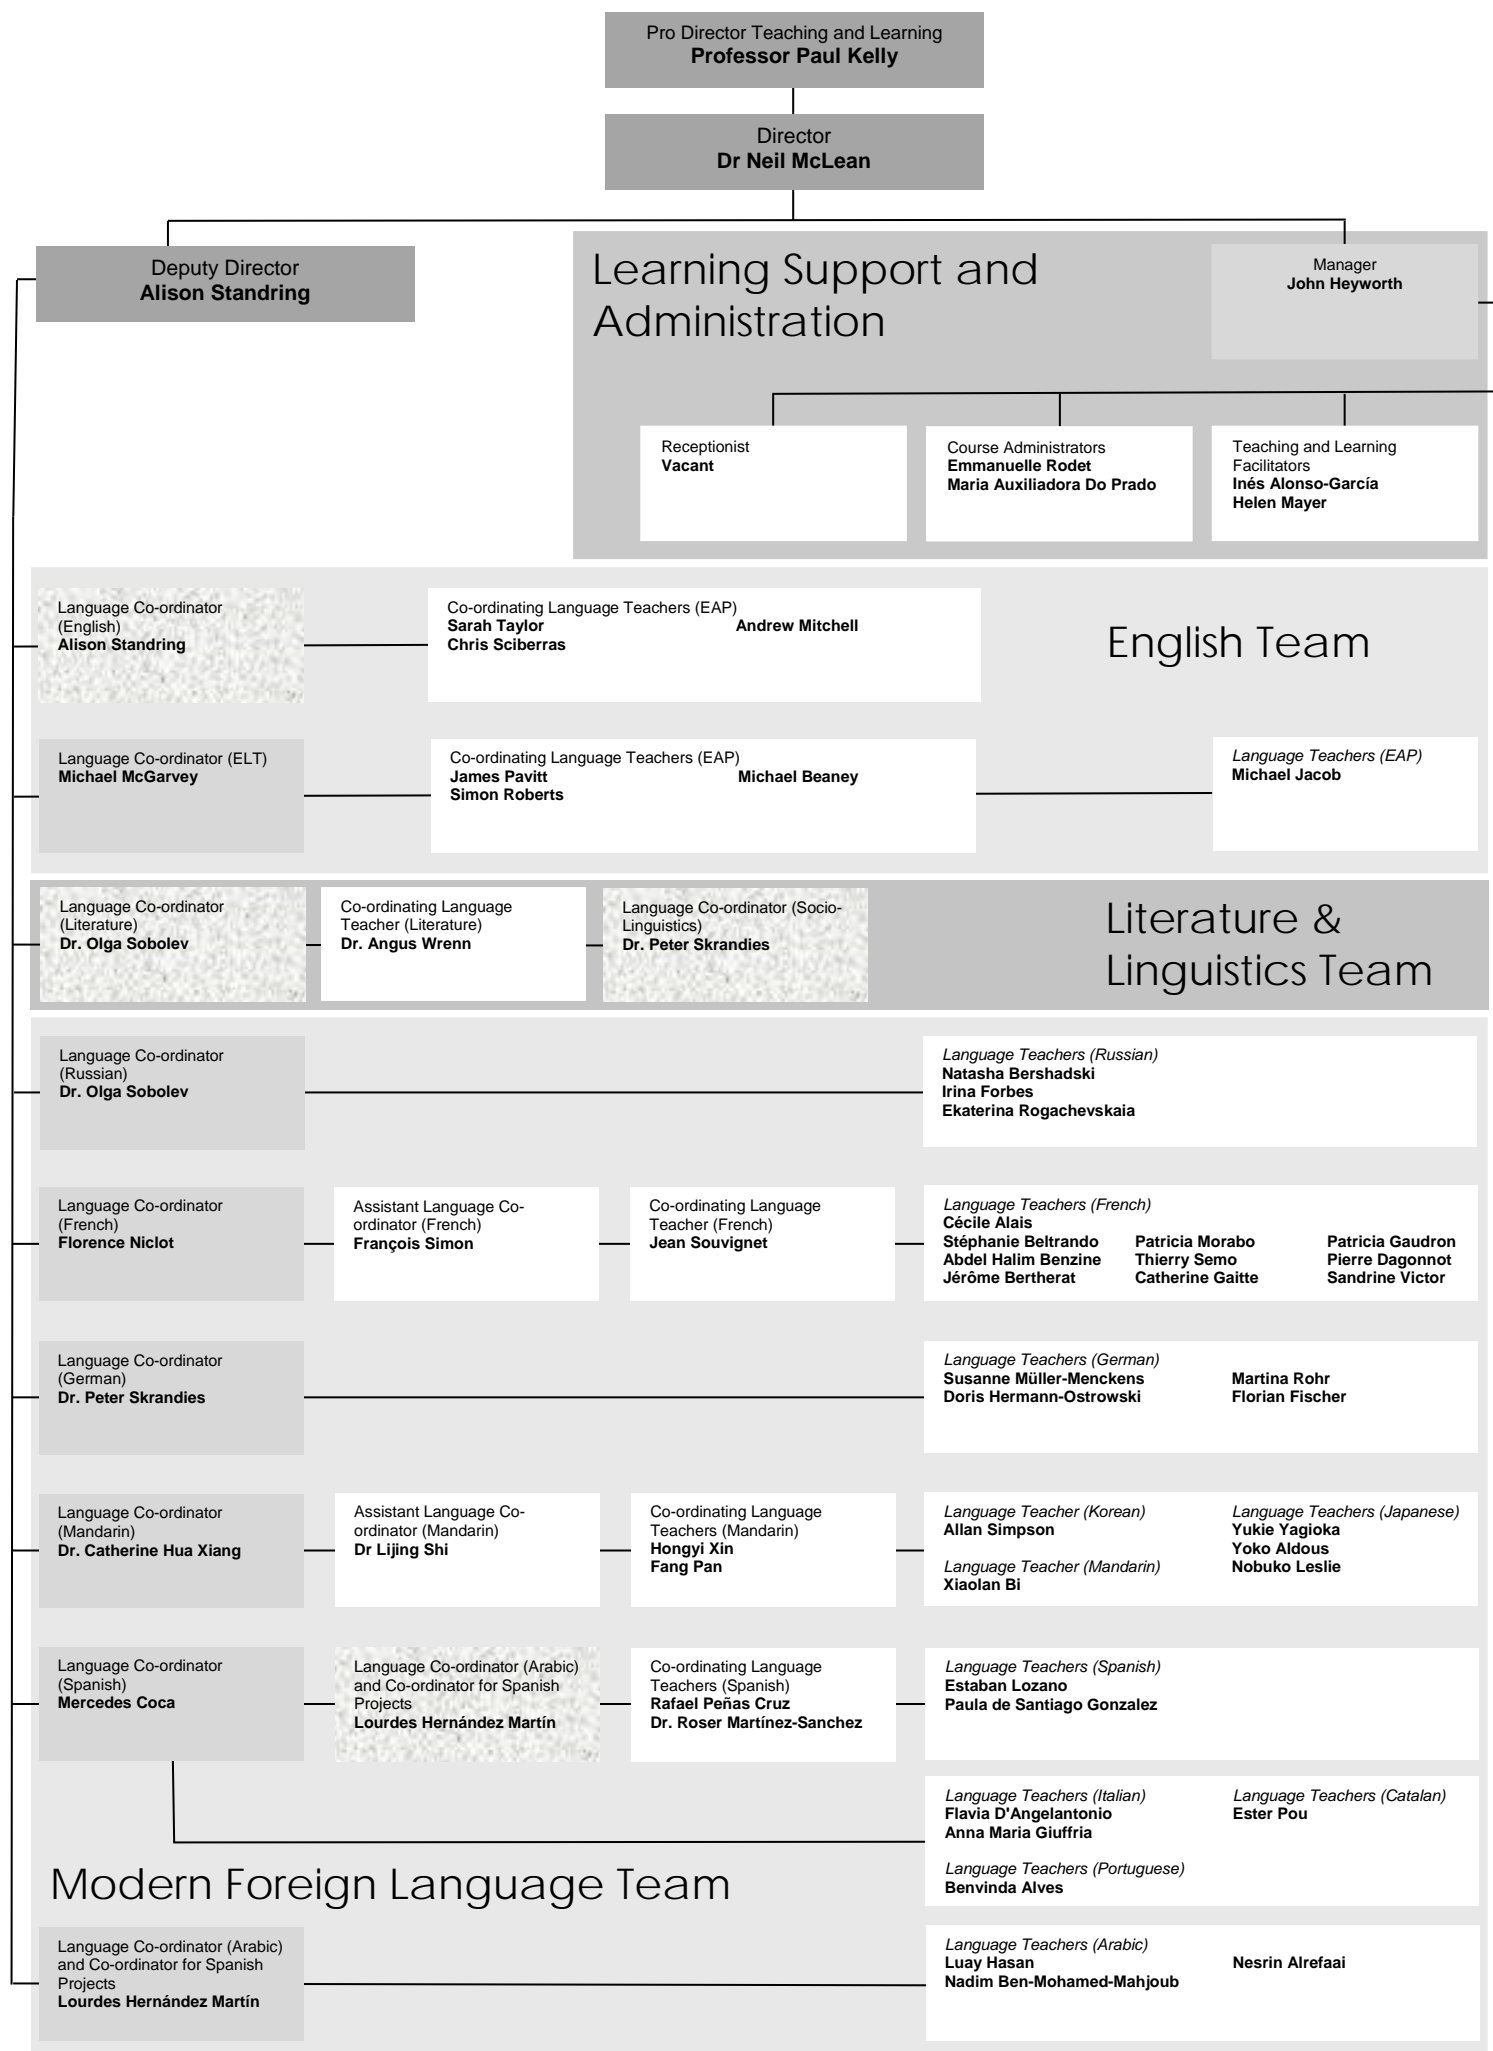 Pro Director Teaching and Learning
Professor Paul Kelly
Director
Dr Neil McLean
Deputy Director
Alison Standring
Learning Support and
Administration
Manager
John Heyworth
Receptionist
Vacant
Course Administrators
Emmanuelle Rodet
Maria Auxiliadora Do Prado
Teaching and Learning
Facilitators
Inés Alonso-García
Helen Mayer
Language Co-ordinator
(English)
Alison Standring
Co-ordinating Language Teachers (EAP)
Sarah Taylor Andrew Mitchell
Chris Sciberras
English Team
Language Co-ordinator (ELT)
Michael McGarvey
Co-ordinating Language Teachers (EAP)
James Pavitt Michael Beaney
Simon Roberts
Language Teachers (EAP)
Michael Jacob
Language Co-ordinator
(Literature)
Dr. Olga Sobolev
Co-ordinating Language
Teacher (Literature)
Dr. Angus Wrenn
Language Co-ordinator (Socio-
Linguistics)
Dr. Peter Skrandies
Literature &
Linguistics Team
Language Co-ordinator
(Russian)
Dr. Olga Sobolev
Language Teachers (Russian)
Natasha Bershadski
Irina Forbes
Ekaterina Rogachevskaia
Language Co-ordinator
(French)
Florence Niclot
Assistant Language Co-
ordinator (French)
François Simon
Co-ordinating Language
Teacher (French)
Jean Souvignet
Language Teachers (French)
Cécile Alais
Stéphanie Beltrando Patricia Morabo Patricia Gaudron
Abdel Halim Benzine Thierry Semo Pierre Dagonnot
Jérôme Bertherat Catherine Gaitte Sandrine Victor
Language Co-ordinator
(German)
Dr. Peter Skrandies
Language Teachers (German)
Susanne Müller-Menckens Martina Rohr
Doris Hermann-Ostrowski Florian Fischer
Language Co-ordinator
(Mandarin)
Dr. Catherine Hua Xiang
Assistant Language Co-
ordinator (Mandarin)
Dr Lijing Shi
Co-ordinating Language
Teachers (Mandarin)
Hongyi Xin
Fang Pan
Language Teacher (Korean)
Allan Simpson
Language Teacher (Mandarin)
Xiaolan Bi
Language Teachers (Japanese)
Yukie Yagioka
Yoko Aldous
Nobuko Leslie
Language Co-ordinator
(Spanish)
Mercedes Coca
Language Co-ordinator (Arabic)
and Co-ordinator for Spanish
Projects
Lourdes Hernández Martín
Co-ordinating Language
Teachers (Spanish)
Rafael Peñas Cruz
Dr. Roser Martínez-Sanchez
Language Teachers (Spanish)
Estaban Lozano
Paula de Santiago Gonzalez
Language Teachers (Italian)
Flavia D'Angelantonio
Anna Maria Giuffria
Language Teachers (Catalan)
Ester Pou
Language Teachers (Portuguese)
Benvinda Alves
Modern Foreign Language Team
Language Co-ordinator (Arabic)
and Co-ordinator for Spanish
Projects
Lourdes Hernández Martín
Language Teachers (Arabic)
Luay Hasan Nesrin Alrefaai
Nadim Ben-Mohamed-Mahjoub